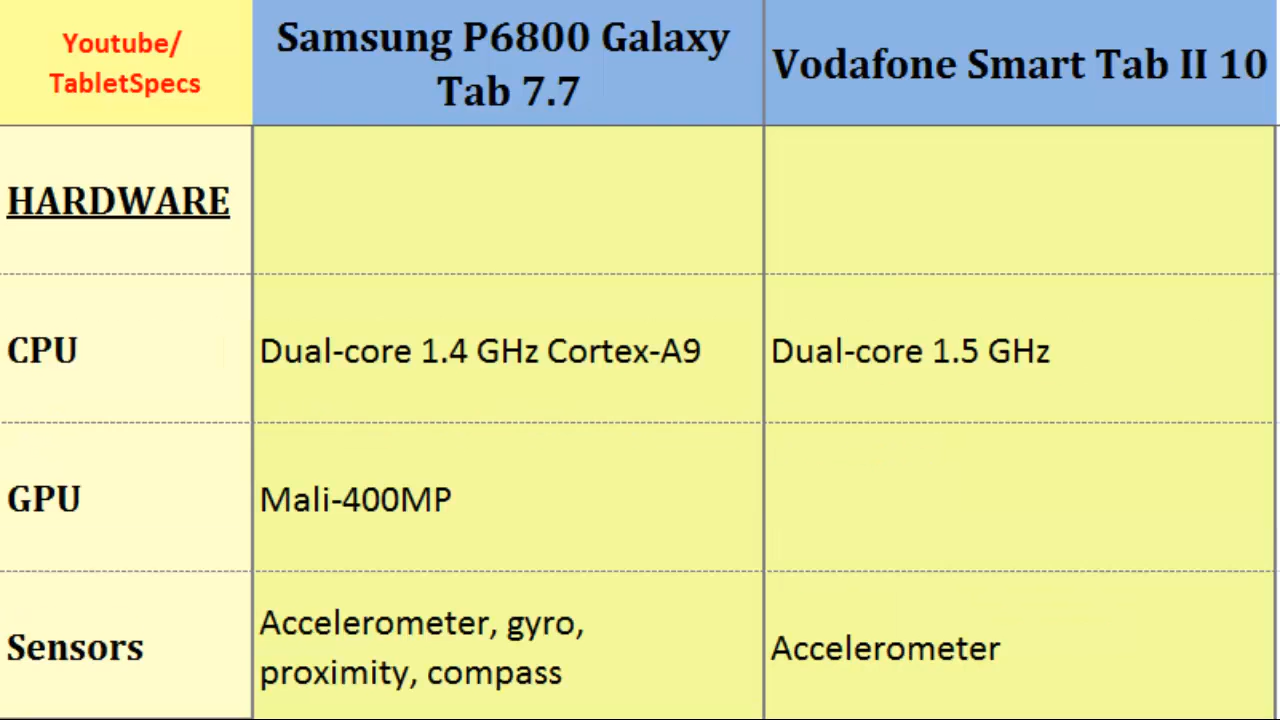 Youtube/
TabletSpecs
Samsung P6800 Galaxy
Tab 7.7
Vodafone Smart Tab II 10
HARDWARE
CPU
Dual-core 1.4 GHz Cortex-A9
Dual-core 1.5 GHz
GPU
Mali-400MP
Sensors
Accelerometer, gyro,
proximity, compass
Accelerometer